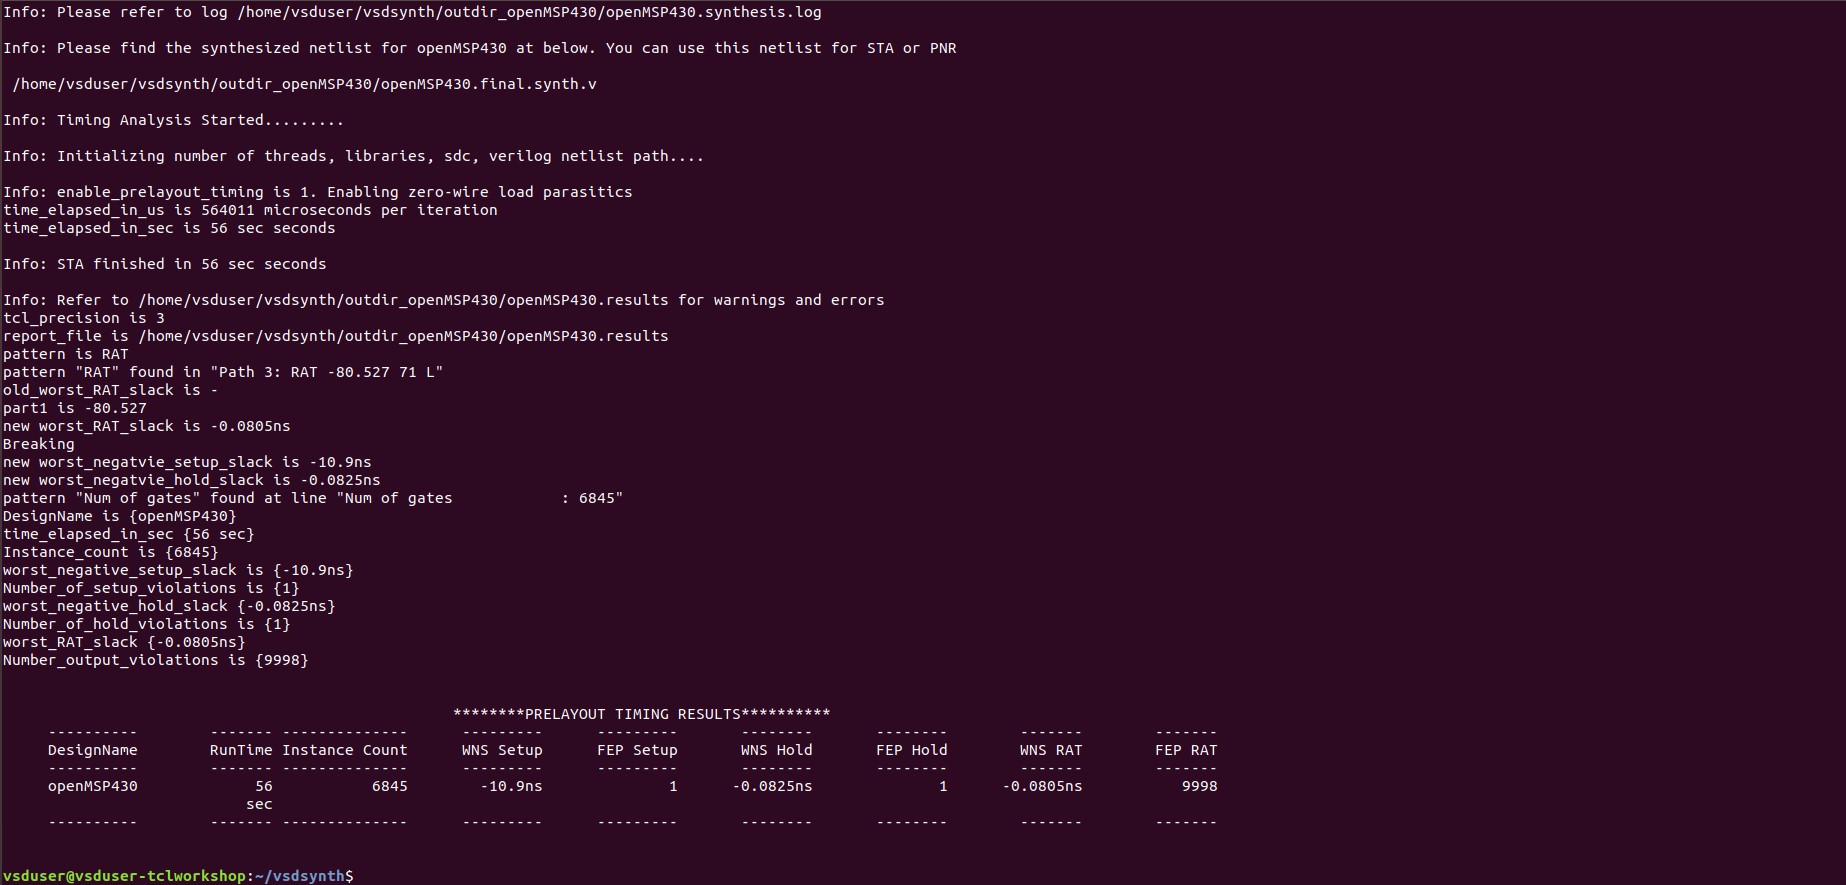 Info: Please refer to log /home/vsduser/vsdsynth/outdir_openMSP430/openMSP430.synthesis.log
Info: Please find the synthesized netlist for openMSP430 at below. You can use this netlist for STA or PNR
/home/vsduser/vsdsynth/outdir_openMSP430/openMSP430.final.synth.v
Info: Timing Analysis Started.........
Info: Initializing number of threads, libraries, sdc, verilog netlist path....
Info: enable_prelayout_timing is 1. Enabling zero-wire load parasitics
time_elapsed_in_us is 564011 microseconds per iteration
time_elapsed_in_sec is 56 sec seconds
Info: STA finished in 56 sec seconds
Info: Refer to /home/vsduser/vsdsynth/outdir_openMSP430/openMSP430.results for warnings and errors
tcl_precision is 3
report_file is /home/vsduser/vsdsynth/outdir_openMSP430/openMSP430.results
pattern is RAT
pattern "RAT" found in "Path 3: RAT -80.527 71 L"
old_worst_RAT_slack is -
part1 is -80.527
new worst_RAT_slack is -0.0805ns
Breaking
new worst_negatvie_setup_slack is -10.9ns
new worst_negatvie_hold_slack is -0.0825ns
pattern "Num of gates" found at line "Num of gates            : 6845"
DesignName is {openMSP430}
time_elapsed_in_sec {56 sec}
Instance_count is {6845}
worst_negative_setup_slack is {-10.9ns}
Number_of_setup_violations is {1}
worst_negative_hold_slack {-0.0825ns}
Number_of_hold_violations is {1}
worst_RAT_slack {-0.0805ns}
Number_output_violations is {9998}
********PRELAYOUT TIMING RESULTS**********
---------- ------- -------------- --------- --------- -------- -------- ------- -------
DesignName RunTime Instance Count WNS Setup FEP Setup WNS Hold FEP Hold WNS RAT FEP RAT
---------- ------- -------------- --------- --------- -------- -------- ------- -------
openMSP430 56 6845 -10.9ns 1 -0.0825ns 1 -0.0805ns 9998
sec
---------- ------- -------------- --------- --------- -------- -------- ------- -------
vsduser@vsduser-tclworkshop:~/vsdsynth$